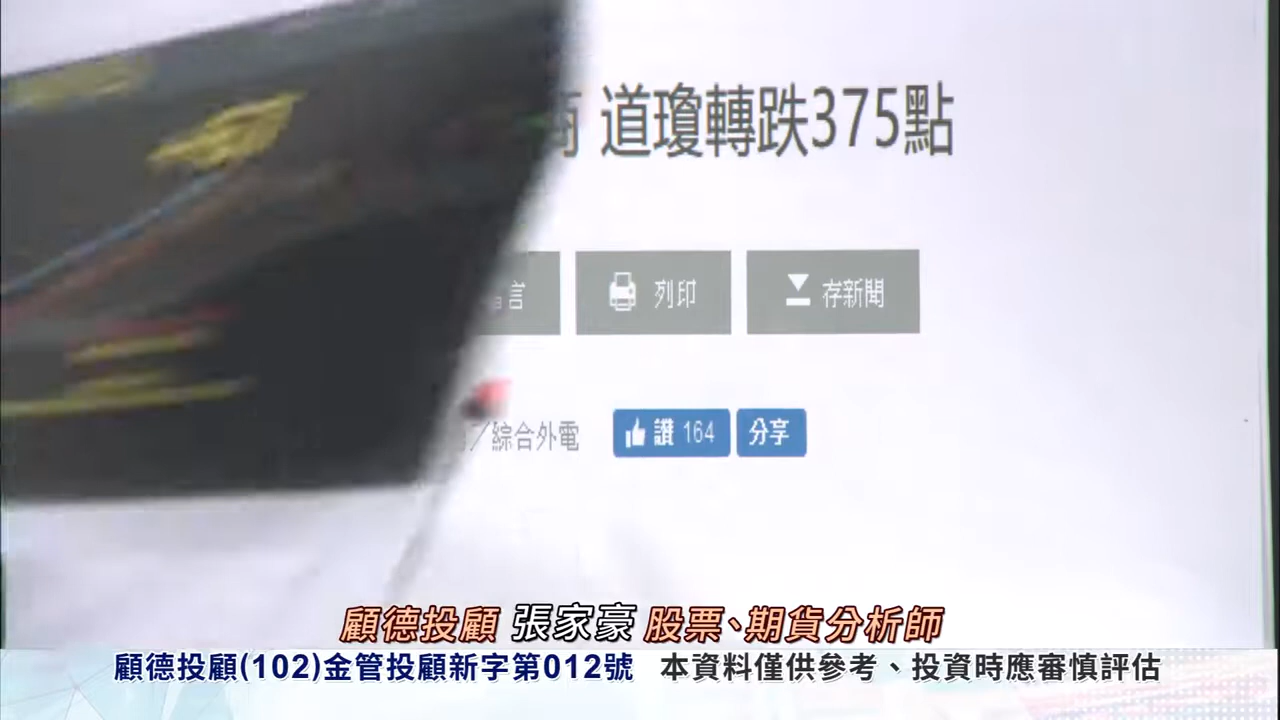 道瓊轉跌375點
言 列印 存新聞
/綜合外電 讚 164 分享
顧德投顧 張家豪 股票、期貨分析師
顧德投顧(102)金管投顧新字第012號 本資料僅供參考、投資時應審慎評估